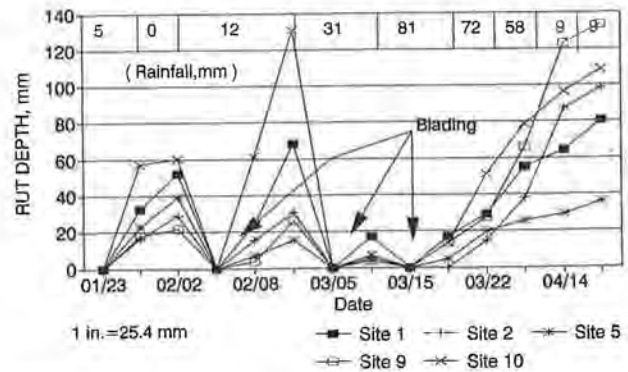 140
5 0 12 31 81 72 58 9 9
120
( Rainfall,mm )
100
80
Blading
60
40
20
0
RUT DEPTH, mm
01/23 02/02 02/08 03/05 03/15 03/22 04/14
Date
1 in.=25.4 mm
Site 1 Site 2 Site 5
Site 9 Site 10